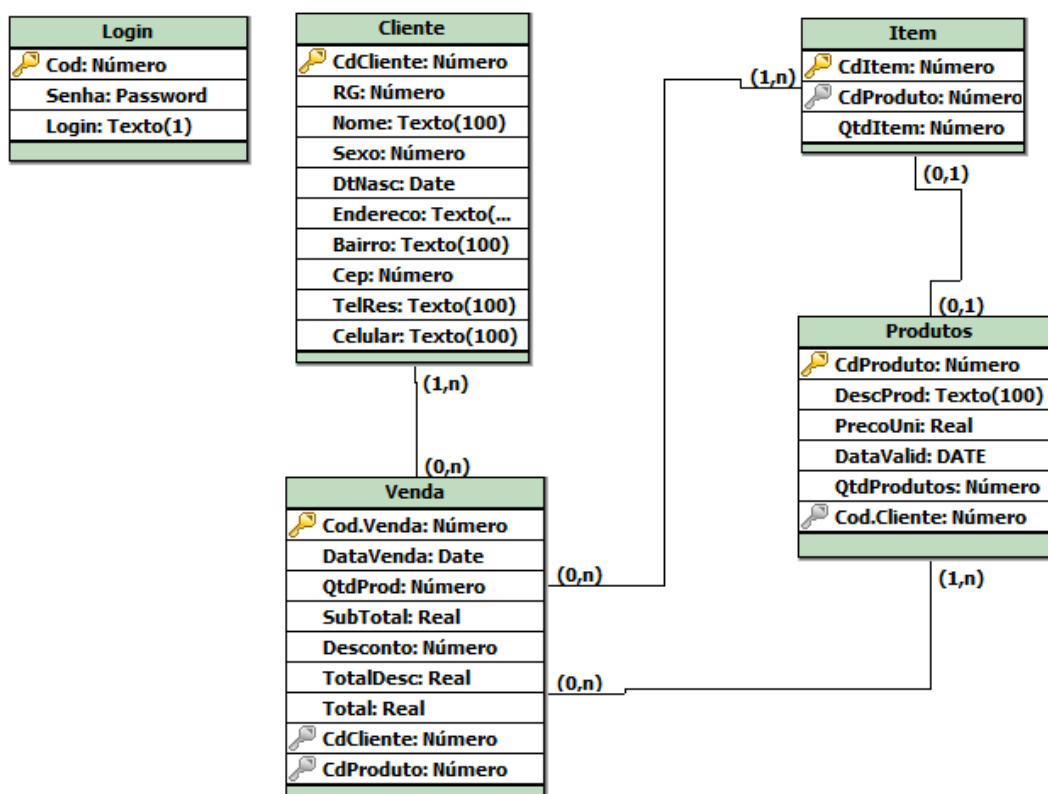 Login
Cod: Número
Senha: Password
Login: Texto(1)
Cliente
CdCliente: Número
RG: Número
Nome: Texto(100)
Sexo: Número
DtNasc: Date
Endereco: Texto(...
Bairro: Texto(100)
Cep: Número
TelRes: Texto(100)
Celular: Texto(100)
(1,n)
(0,n)
Item
CdItem: Número
CdProduto: Número
QtdItem: Número
(1,n)
(0,1)
(0,1)
Produtos
CdProduto: Número
DescProd: Texto(100)
PrecoUni: Real
DataValid: DATE
QtdProdutos: Número
Cod.Cliente: Número
(1,n)
Venda
Cod.Venda: Número
DataVenda: Date
QtdProd: Número
SubTotal: Real
Desconto: Número
TotalDesc: Real
Total: Real
CdCliente: Número
CdProduto: Número
(0,n)
(0,n)